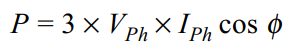 P = 3 × V_Ph × I_Ph cos ϕ